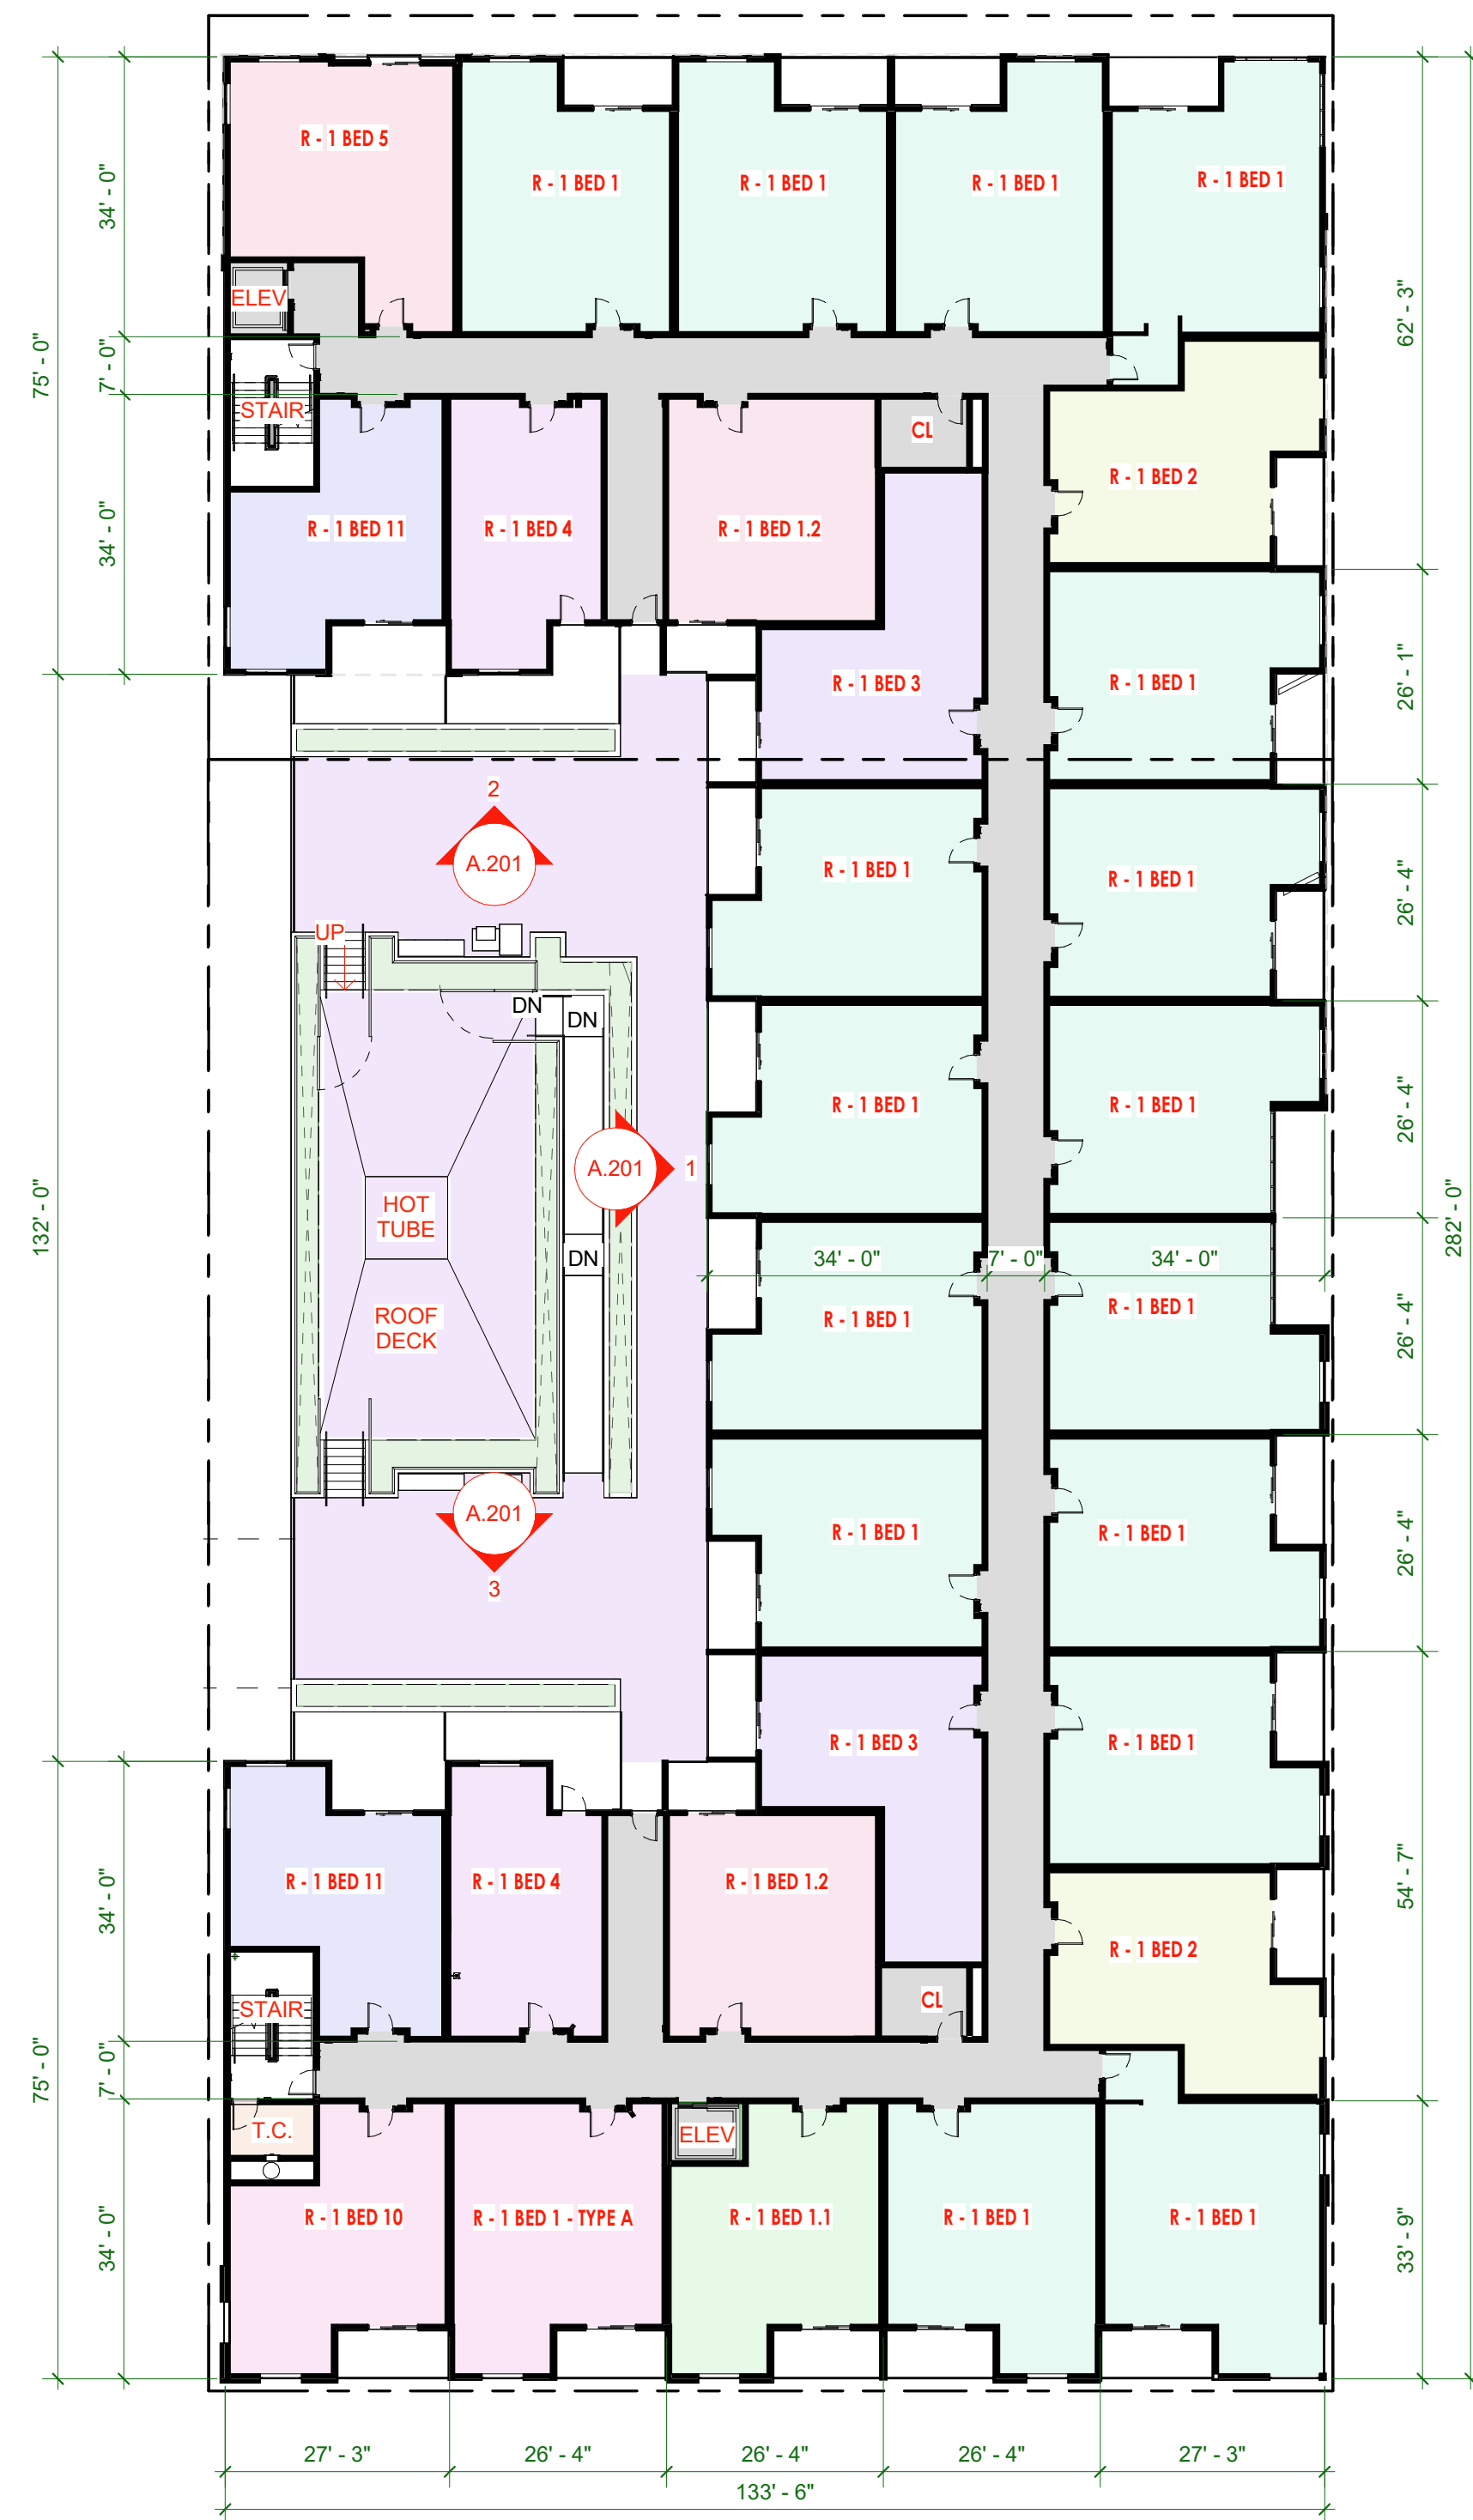 R - 1 BED 5
R - 1 BED 1
R - 1 BED 1
R - 1 BED 1
R - 1 BED 1
34' - 0"
ELEV
62' - 3"
75' - 0"
7' - 0"
STAIR
CL
R - 1 BED 2
34' - 0"
R - 1 BED 11
R - 1 BED 4
R - 1 BED 1.2
R - 1 BED 3
R - 1 BED 1
26' - 1"
2
A.201
R - 1 BED 1
R - 1 BED 1
26' - 4"
UP
DN
DN
R - 1 BED 1
R - 1 BED 1
26' - 4"
A.201
1
132' - 0"
HOT
TUBE
282' - 0"
DN
34' - 0"
7' - 0"
34' - 0"
ROOF
DECK
R - 1 BED 1
R - 1 BED 1
26' - 4"
A.201
3
R - 1 BED 1
R - 1 BED 1
26' - 4"
R - 1 BED 3
R - 1 BED 1
34' - 0"
R - 1 BED 11
R - 1 BED 4
R - 1 BED 1.2
54' - 7"
R - 1 BED 2
STAIR
CL
75' - 0"
7' - 0"
T.C.
ELEV
34' - 0"
R - 1 BED 10
R - 1 BED 1 - TYPE A
R - 1 BED 1.1
R - 1 BED 1
R - 1 BED 1
33' - 9"
27' - 3"
26' - 4"
26' - 4"
26' - 4"
27' - 3"
133' - 6"